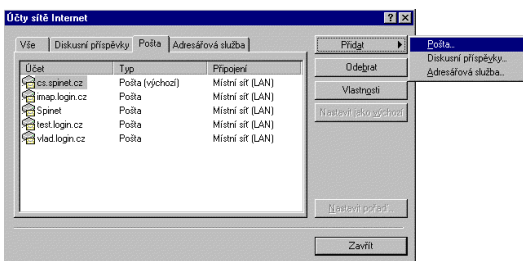 Účty sítě Internet
Vše Diskusní příspěvky Pošta Adresářová služba
Účet Typ Připojení
cs.spinet.cz Pošta (výchozí) Místní síť (LAN)
imap.login.cz Pošta Místní síť (LAN)
Spinet Pošta Místní síť (LAN)
test.login.cz Pošta Místní síť (LAN)
vlad.login.cz Pošta Místní síť (LAN)
Přidat
Odebrat
Vlastnosti
Nastavit jako výchozí
Nastavit pořadí...
Zavřít
Pošta...
Diskusní příspěvky...
Adresářová služba...